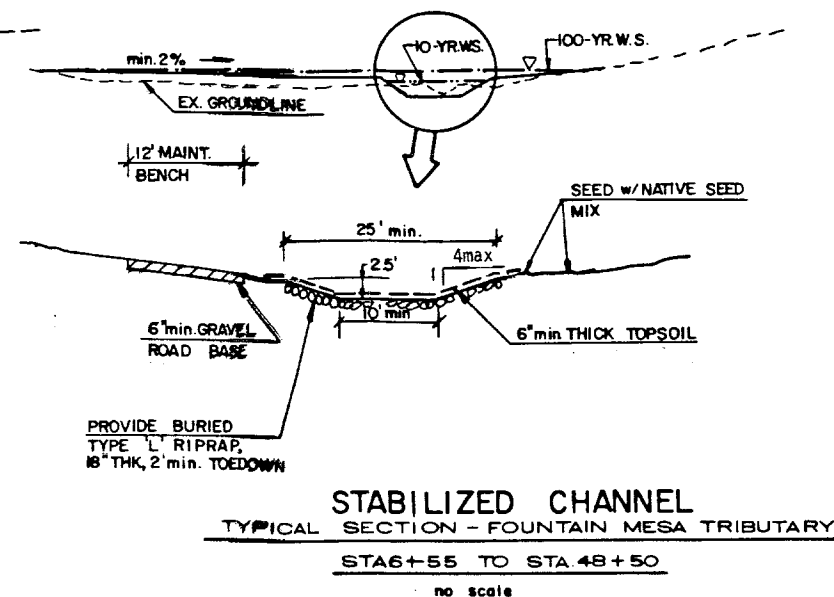 min. 2%
10-YR.WS.
100-YR.W.S.
EX. GROUNDLINE
12' MAINT.
BENCH
SEED w/NATIVE SEED
MIX
25' min.
2.5'
1
4max
10' min
6" min. GRAVEL
ROAD BASE
6" min THICK TOPSOIL
PROVIDE BURIED
TYPE 'L' RIPRAP,
18" THK, 2' min. TOEDOWN
STABILIZED CHANNEL
TYPICAL SECTION - FOUNTAIN MESA TRIBUTARY
STA 6+55 TO STA. 48+50
no scale